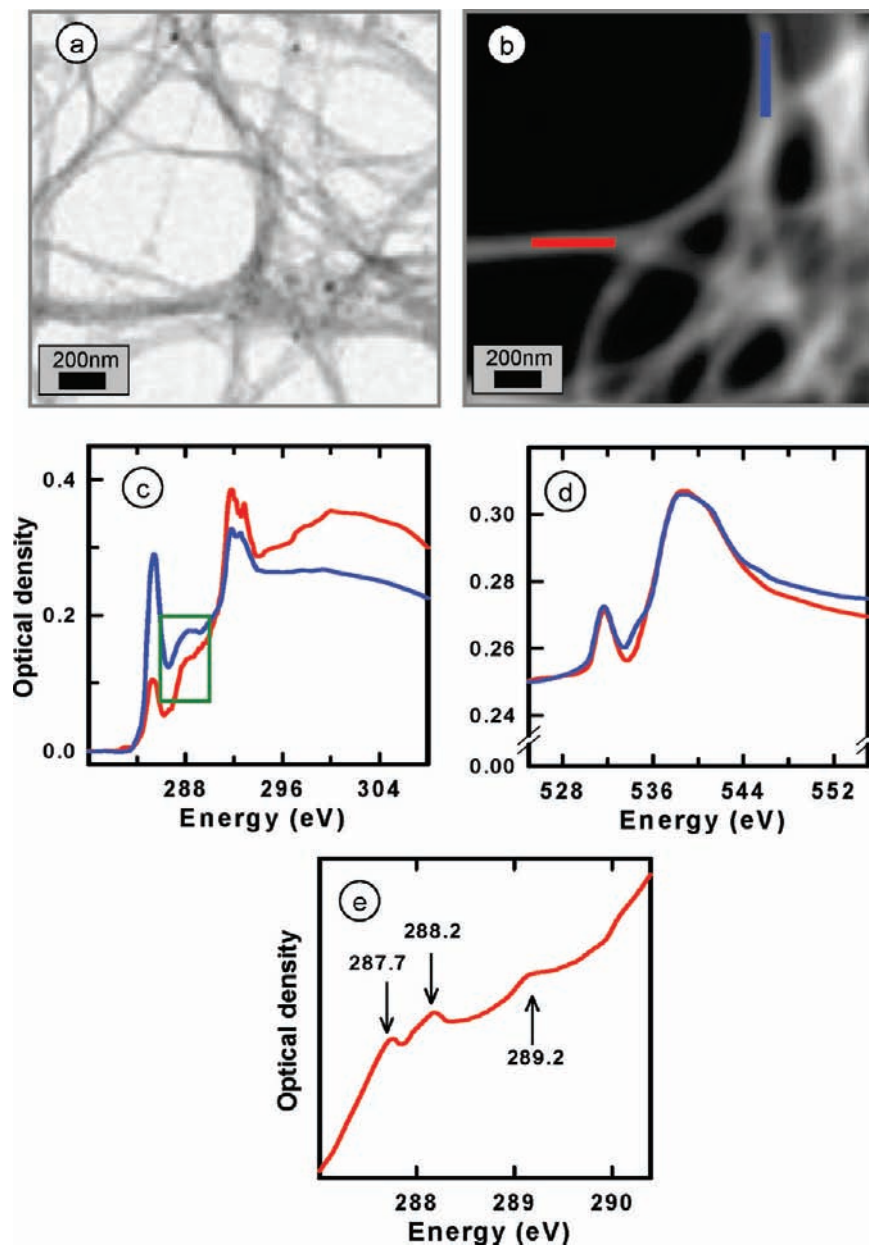 a
b
200nm
200nm
c
d
Optical density
0.4
0.2
0.0
288 296 304
Energy (eV)
0.30
0.28
0.26
0.24
0.00
528 536 544 552
Energy (eV)
e
Optical density
287.7
288.2
289.2
288 289 290
Energy (eV)